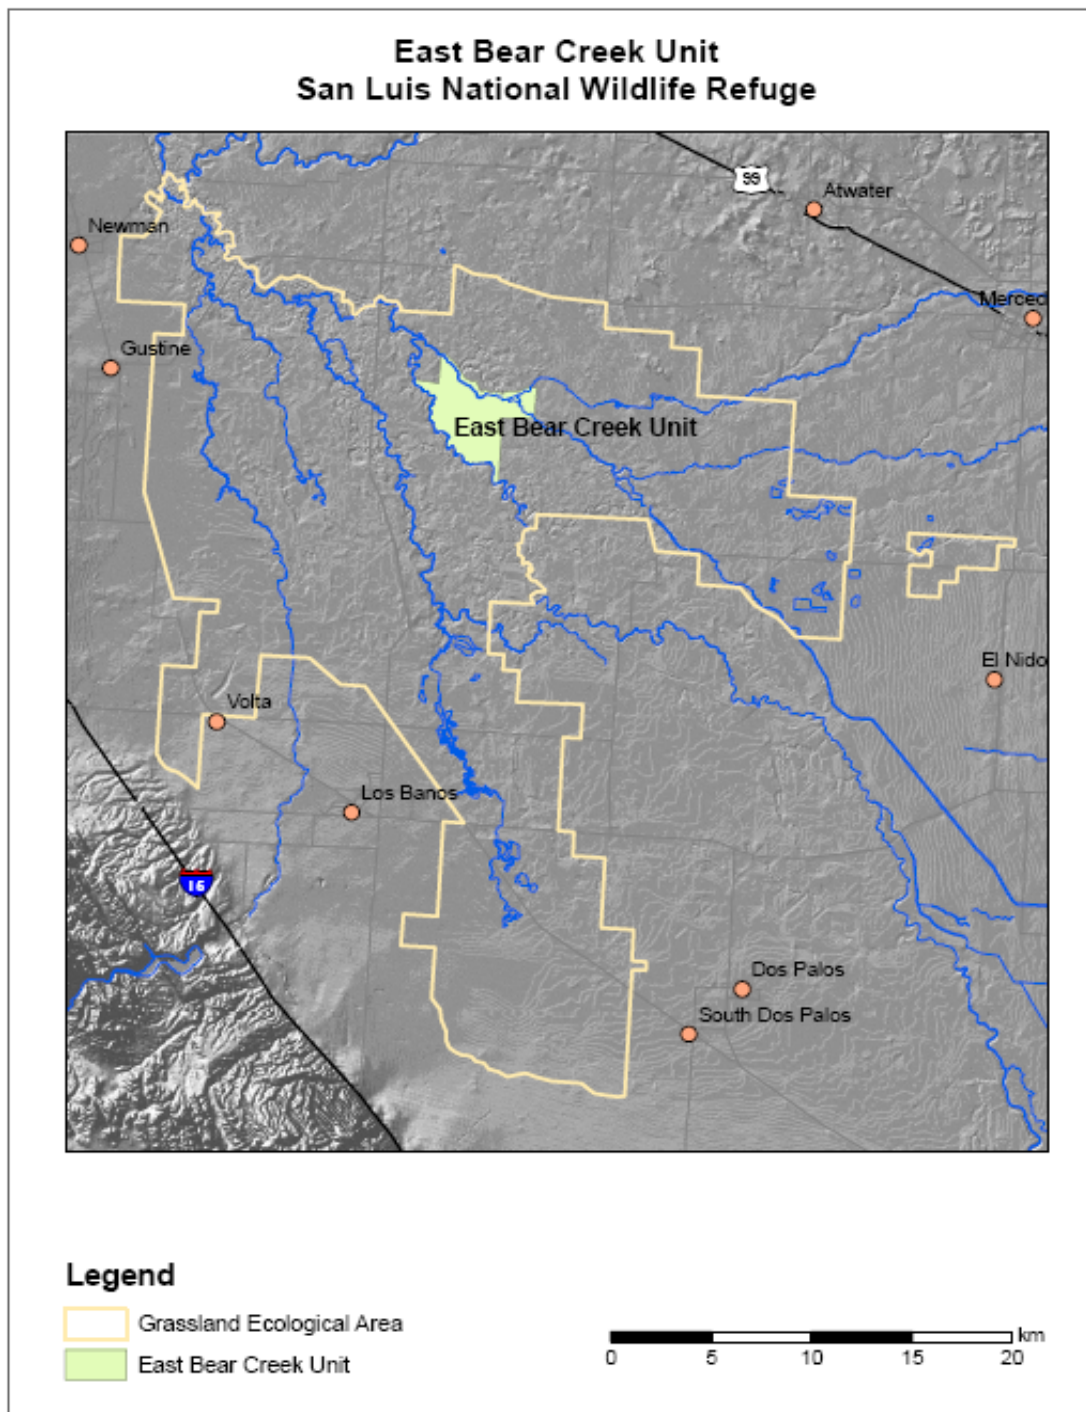 East Bear Creek Unit
San Luis National Wildlife Refuge
99
Atwater
Newman
Merced
Gustine
East Bear Creek Unit
El Nido
Volta
Los Banos
15
Dos Palos
South Dos Palos
Legend
Grassland Ecological Area
East Bear Creek Unit
km
0 5 10 15 20